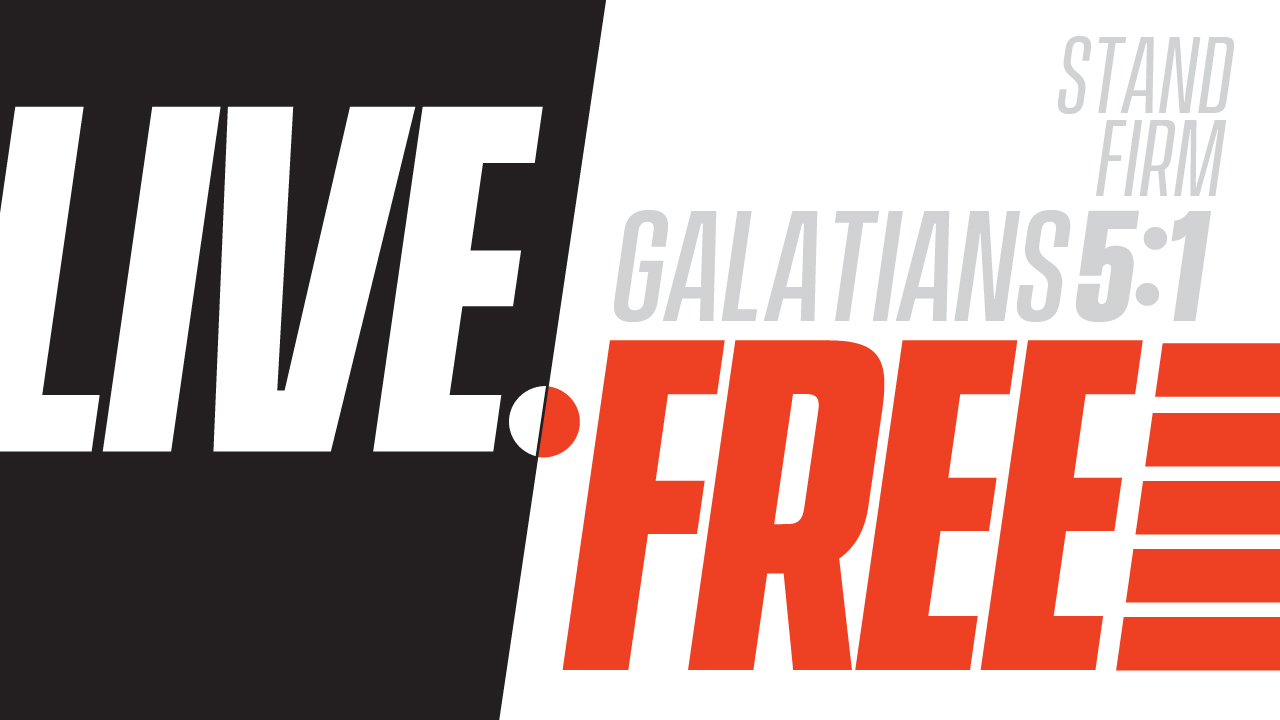 LIVE.
STAND
FIRM
GALATIANS 5:1
FREE